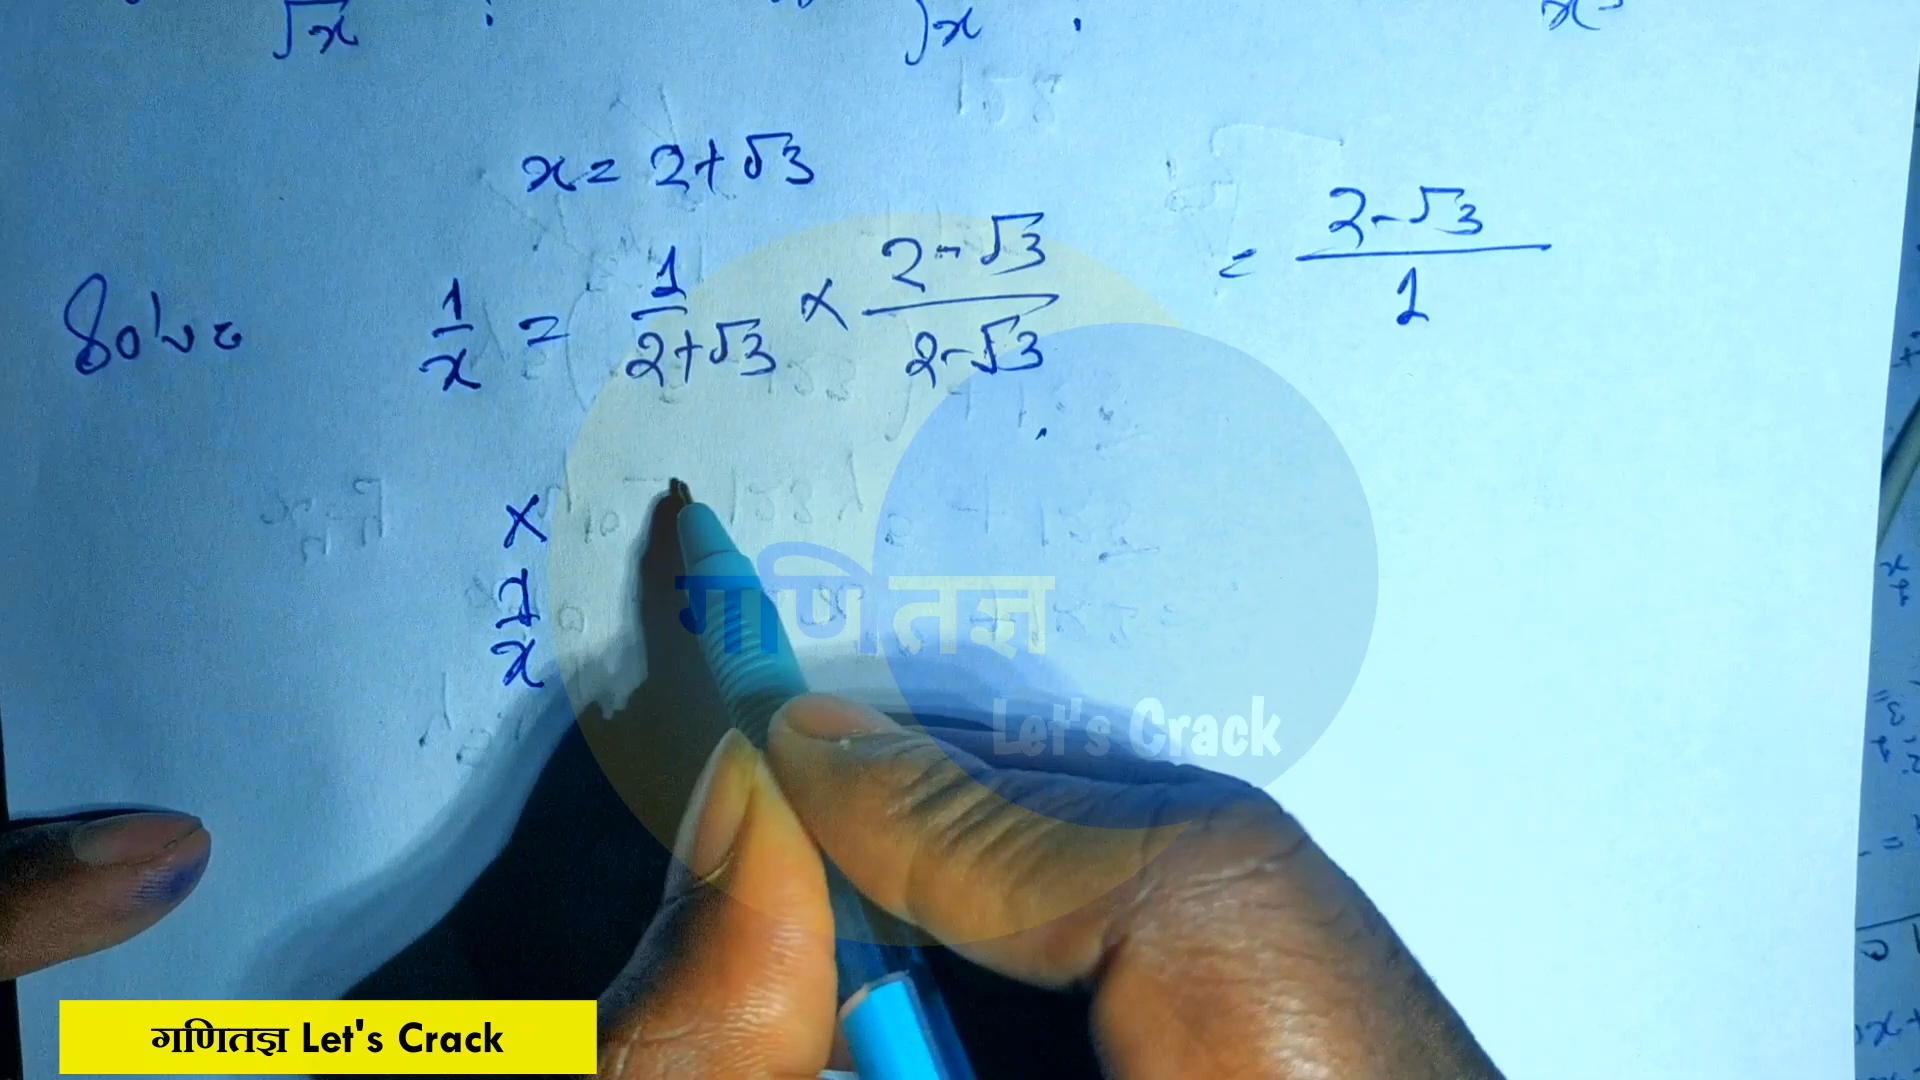 √x √x x³
x = 2+√3
Solve 1/x = 1/2+√3 × 2-√3/2-√3 = 2-√3/1
x
1/x
गणितज्ञ
Let's Crack
गणितज्ञ Let's Crack